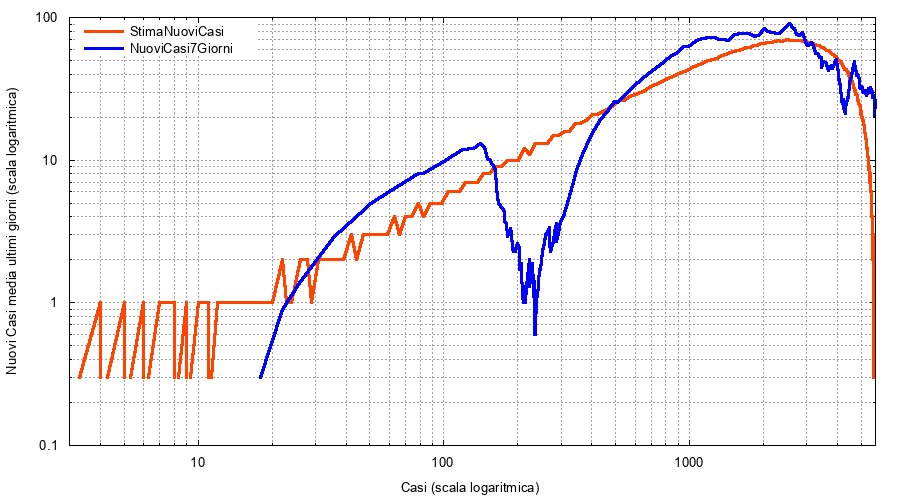 100
StimaNuoviCasi
NuoviCasi7Giorni
10
1
0.1
Nuovi Casi media ultimi giorni (scala logaritmica)
10
100
1000
Casi (scala logaritmica)